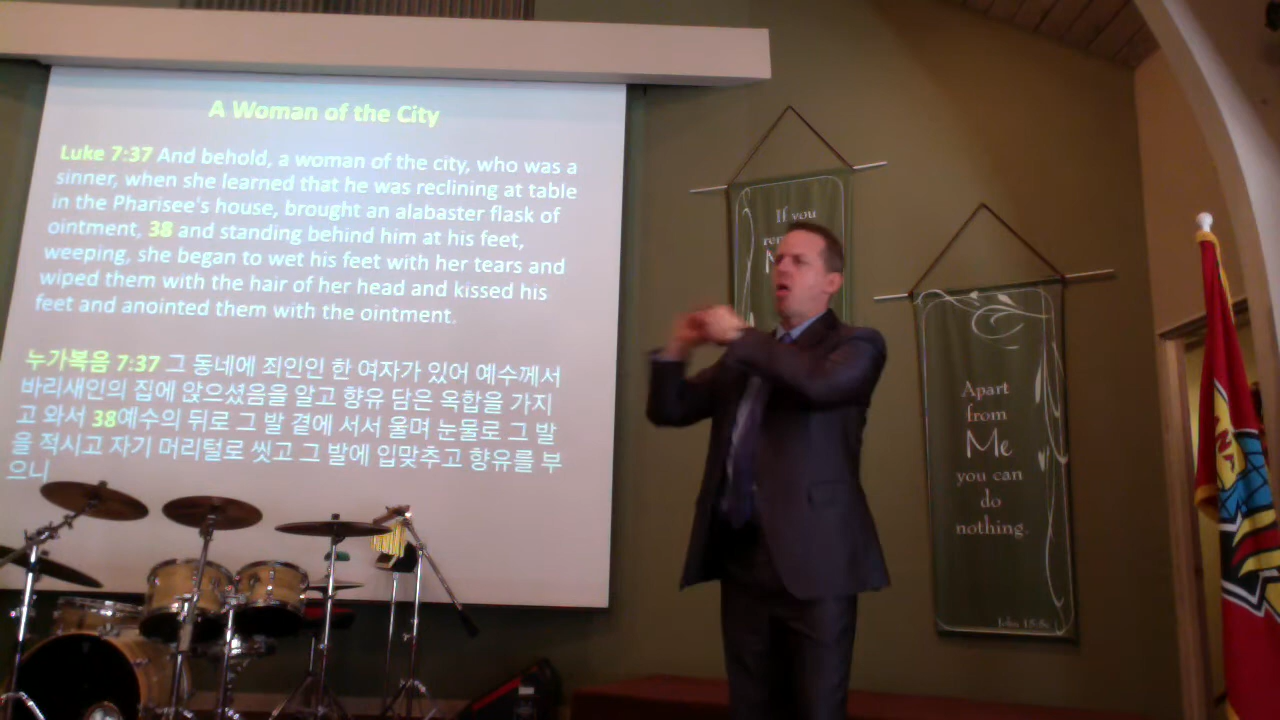 A Woman of the City
Luke 7:37 And behold, a woman of the city, who was a
sinner, when she learned that he was reclining at table
in the Pharisee's house, brought an alabaster flask of
ointment, 38 and standing behind him at his feet,
weeping, she began to wet his feet with her tears and
wiped them with the hair of her head and kissed his
feet and anointed them with the ointment.
누가복음 7:37 그 동네에 죄인인 한 여자가 있어 예수께서
바리새인의 집에 앉으셨음을 알고 향유 담은 옥합을 가지
고 와서 38예수의 뒤로 그 발 곁에 서서 울며 눈물로 그 발
을 적시고 자기 머리털로 씻고 그 발에 입맞추고 향유를 부
으니
If you
Apart
from
Me
you can
do
nothing.
John 15:5c